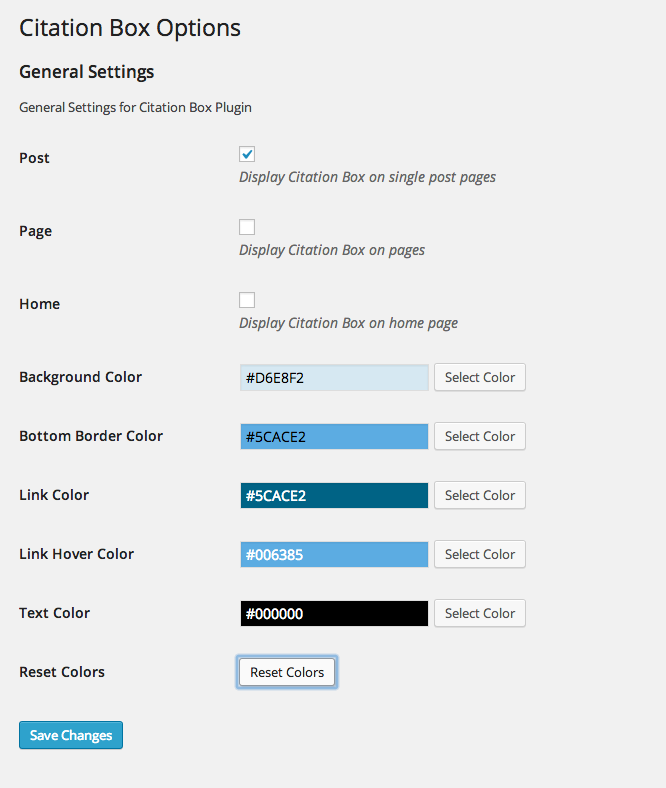 Citation Box Options
General Settings
General Settings for Citation Box Plugin
Post
Display Citation Box on single post pages
Page
Display Citation Box on pages
Home
Display Citation Box on home page
Background Color #D6E8F2 Select Color
Bottom Border Color #5CACE2 Select Color
Link Color #5CACE2 Select Color
Link Hover Color #006385 Select Color
Text Color #000000 Select Color
Reset Colors Reset Colors
Save Changes